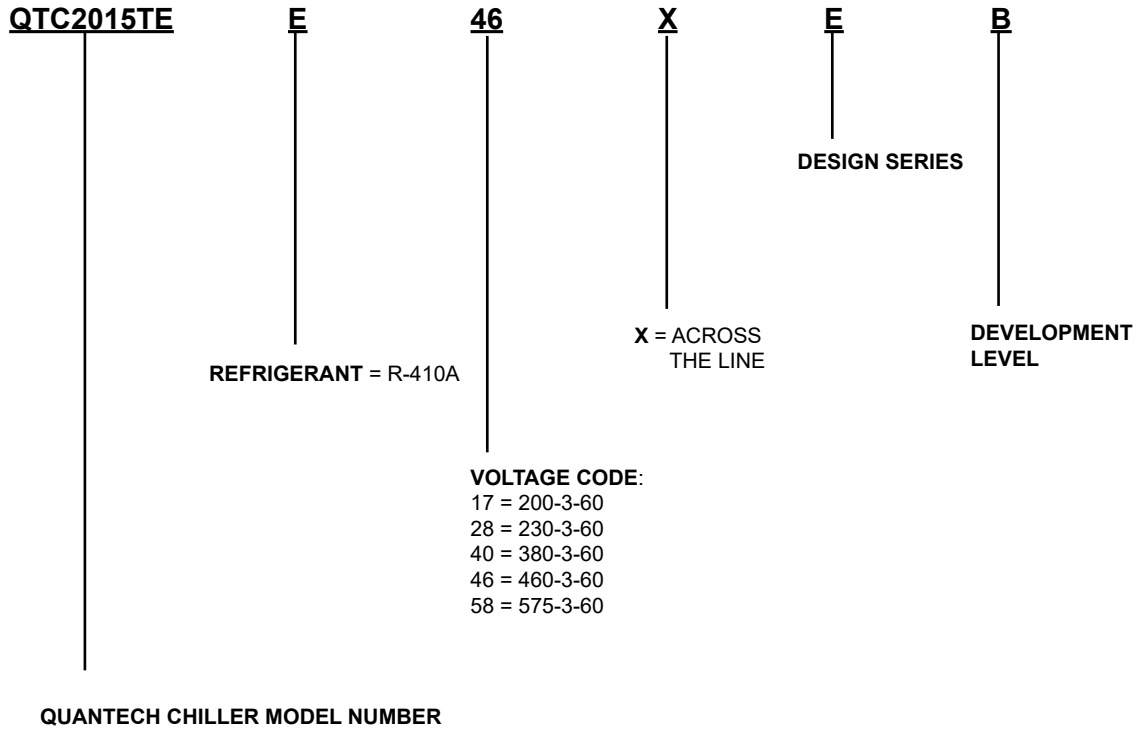 QTC2015TE E 46 X E B
DESIGN SERIES
X = ACROSS
THE LINE
DEVELOPMENT
LEVEL
REFRIGERANT = R-410A
VOLTAGE CODE:
17 = 200-3-60
28 = 230-3-60
40 = 380-3-60
46 = 460-3-60
58 = 575-3-60
QUANTECH CHILLER MODEL NUMBER